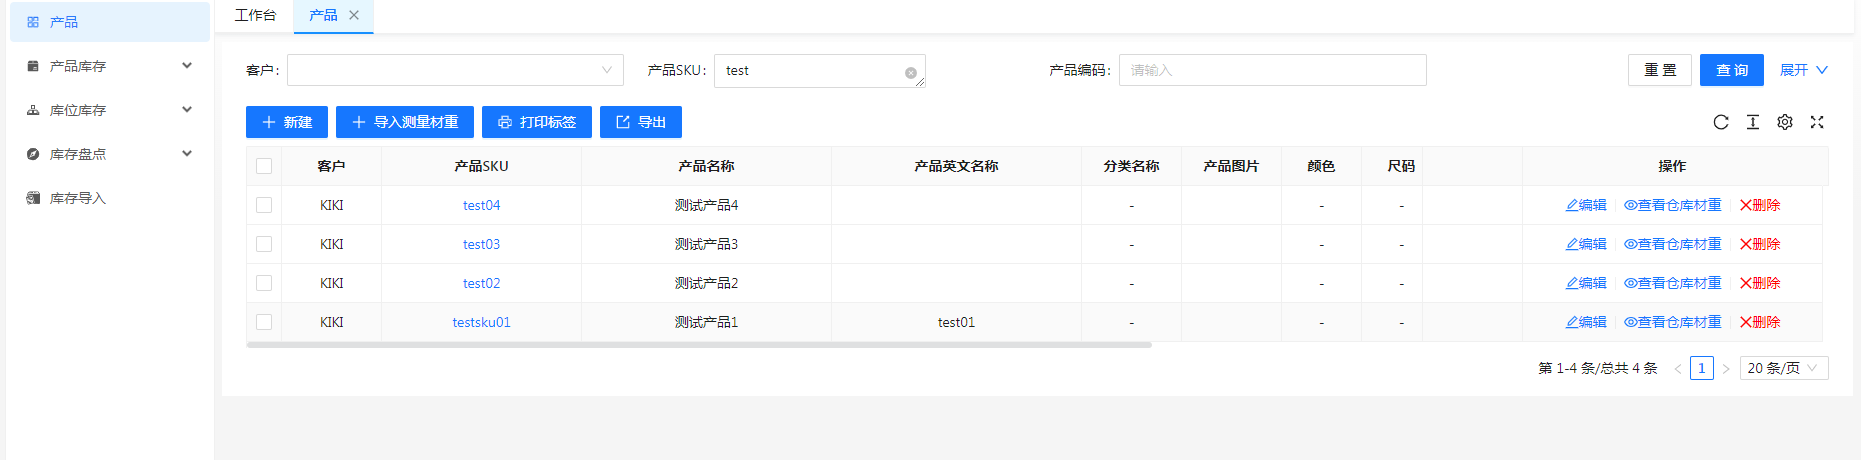 产品
产品库存
库位库存
库存盘点
库存导入
工作台 产品
客户： 产品SKU： test 产品编码： 请输入 重 置 查 询 展开
新建 导入测量材重 打印标签 导出
客户 产品SKU 产品名称 产品英文名称 分类名称 产品图片 颜色 尺码 操作
KIKI test04 测试产品4 - - - 编辑 查看仓库材重 删除
KIKI test03 测试产品3 - - - 编辑 查看仓库材重 删除
KIKI test02 测试产品2 - - - 编辑 查看仓库材重 删除
KIKI testsku01 测试产品1 test01 - - - 编辑 查看仓库材重 删除
第 1-4 条/总共 4 条 < 1 > 20 条/页